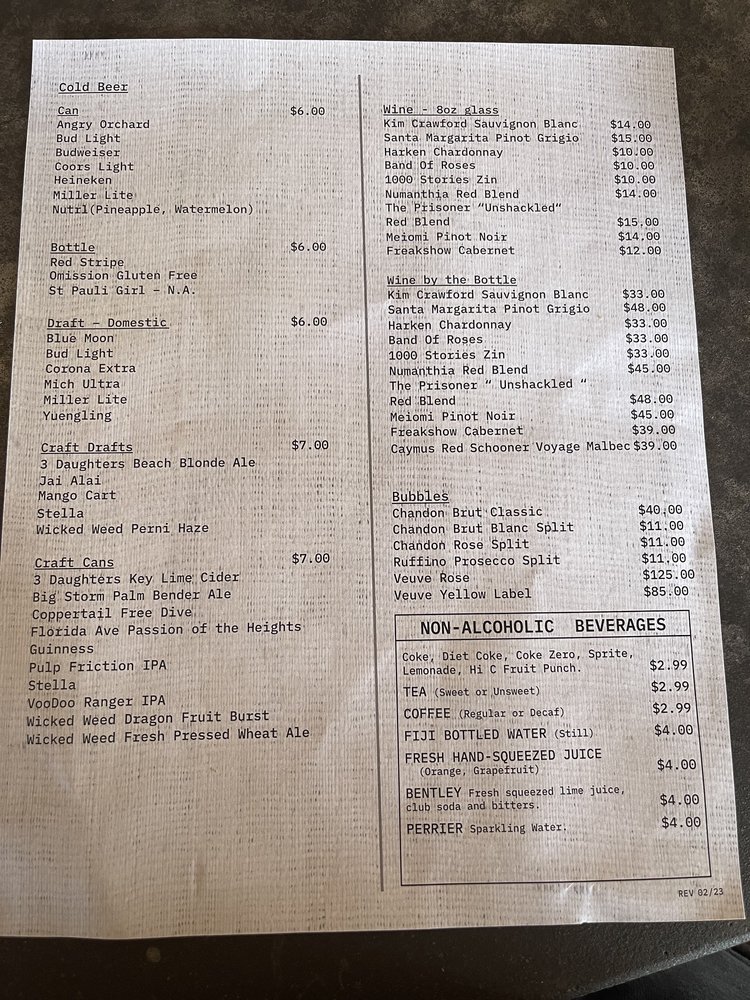 Cold Beer
Can $6.00
Angry Orchard
Bud Light
Budweiser
Coors Light
Heineken
Miller Lite
Nutrl(Pineapple, Watermelon)
Bottle $6.00
Red Stripe
Omission Gluten Free
St Pauli Girl - N.A.
Draft - Domestic $6.00
Blue Moon
Bud Light
Corona Extra
Mich Ultra
Miller Lite
Yuengling
Craft Drafts $7.00
3 Daughters Beach Blonde Ale
Jai Alai
Mango Cart
Stella
Wicked Weed Perni Haze
Craft Cans $7.00
3 Daughters Key Lime Cider
Big Storm Palm Bender Ale
Coppertail Free Dive
Florida Ave Passion of the Heights
Guinness
Pulp Friction IPA
Stella
VooDoo Ranger IPA
Wicked Weed Dragon Fruit Burst
Wicked Weed Fresh Pressed Wheat Ale
Wine - 8oz glass
Kim Crawford Sauvignon Blanc $14.00
Santa Margarita Pinot Grigio $15.00
Harken Chardonnay $10.00
Band Of Roses $10.00
1000 Stories Zin $10.00
Numanthia Red Blend $14.00
The Prisoner "Unshackled"
Red Blend $15.00
Meiomi Pinot Noir $14.00
Freakshow Cabernet $12.00
Wine by the Bottle
Kim Crawford Sauvignon Blanc $33.00
Santa Margarita Pinot Grigio $48.00
Harken Chardonnay $33.00
Band Of Roses $33.00
1000 Stories Zin $33.00
Numanthia Red Blend $45.00
The Prisoner " Unshackled "
Red Blend $48.00
Meiomi Pinot Noir $45.00
Freakshow Cabernet $39.00
Caymus Red Schooner Voyage Malbec $39.00
Bubbles
Chandon Brut Classic $40.00
Chandon Brut Blanc Split $11.00
Chandon Rose Split $11.00
Ruffino Prosecco Split $11.00
Veuve Rose $125.00
Veuve Yellow Label $85.00
NON-ALCOHOLIC BEVERAGES
Coke, Diet Coke, Coke Zero, Sprite,
Lemonade, Hi C Fruit Punch. $2.99
TEA (Sweet or Unsweet) $2.99
COFFEE (Regular or Decaf) $2.99
FIJI BOTTLED WATER (Still) $4.00
FRESH HAND-SQUEEZED JUICE
(Orange, Grapefruit) $4.00
BENTLEY Fresh squeezed lime juice,
club soda and bitters. $4.00
PERRIER Sparkling Water. $4.00
REV 02/23